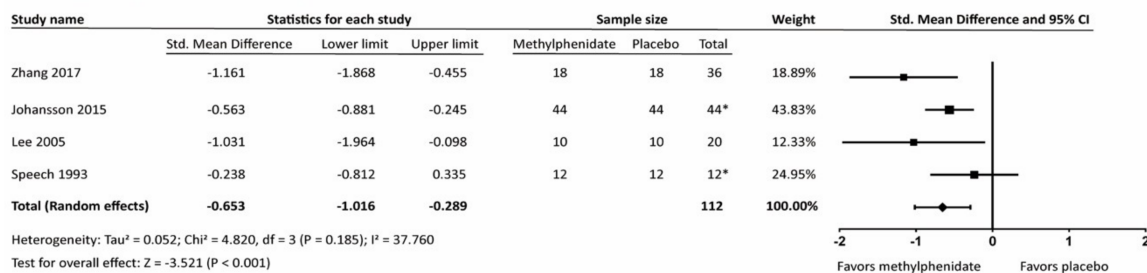 Study name Statistics for each study Sample size Weight Std. Mean Difference and 95% CI
Std. Mean Difference Lower limit Upper limit Methylphenidate Placebo Total
Zhang 2017 -1.161 -1.868 -0.455 18 18 36 18.89%
Johansson 2015 -0.563 -0.881 -0.245 44 44 44* 43.83%
Lee 2005 -1.031 -1.964 -0.098 10 10 20 12.33%
Speech 1993 -0.238 -0.812 0.335 12 12 12* 24.95%
Total (Random effects) -0.653 -1.016 -0.289 112 100.00%
Heterogeneity: Tau² = 0.052; Chi² = 4.820, df = 3 (P = 0.185); I² = 37.760
-2 -1 0 1 2
Test for overall effect: Z = -3.521 (P < 0.001)
Favors methylphenidate Favors placebo